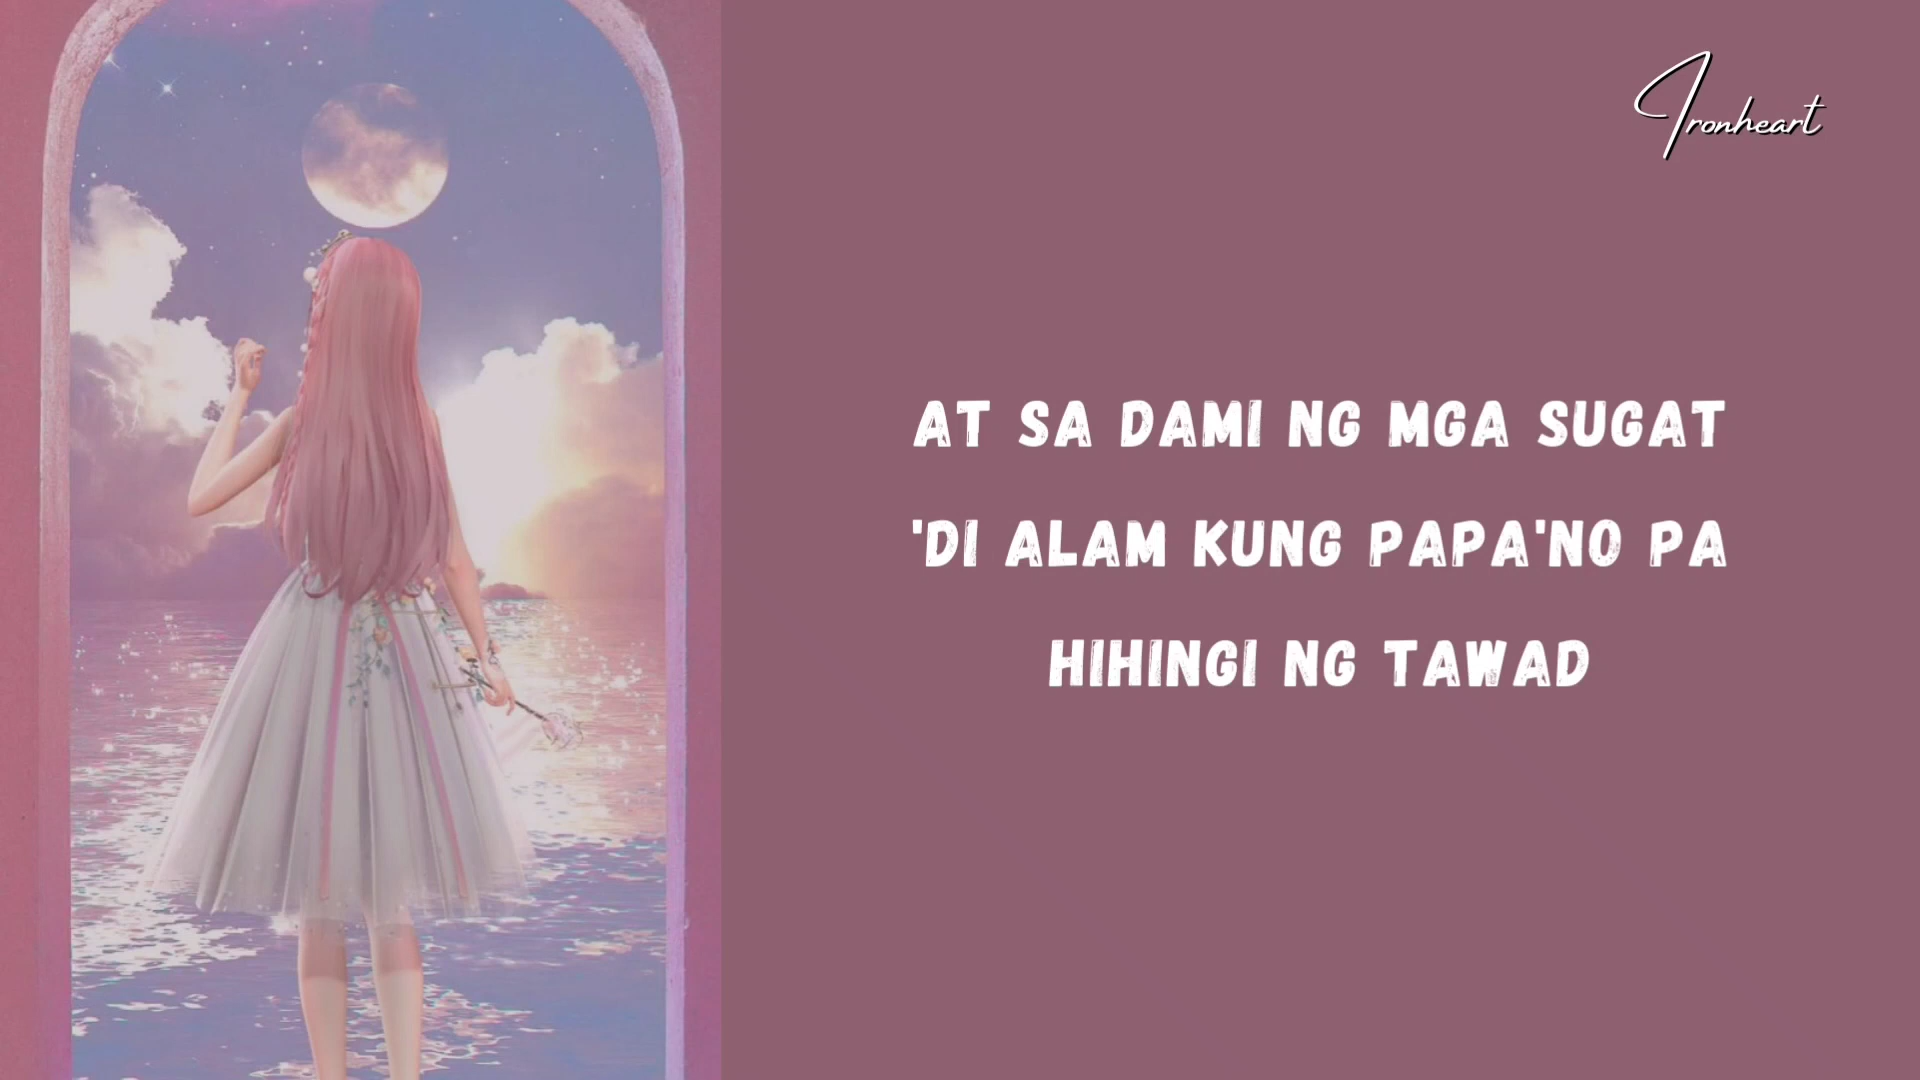 Ironheart
AT SA DAMI NG MGA SUGAT
'DI ALAM KUNG PAPA'NO PA
HIHINGI NG TAWAD